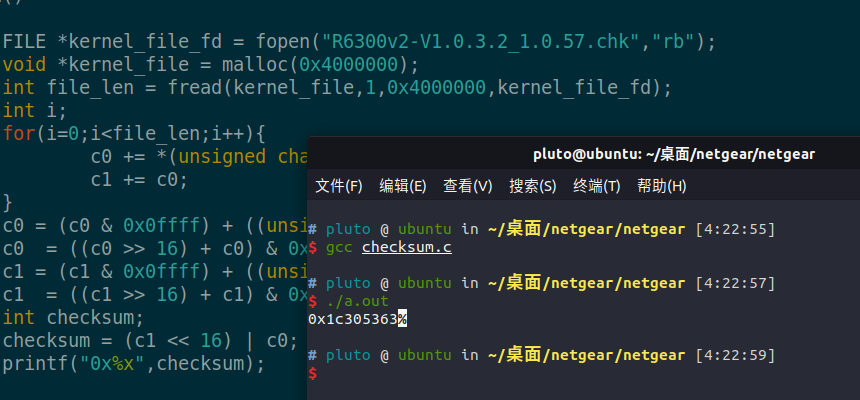 FILE *kernel_file_fd = fopen("R6300v2-V1.0.3.2_1.0.57.chk","rb");
void *kernel_file = malloc(0x4000000);
int file_len = fread(kernel_file,1,0x4000000,kernel_file_fd);
int i;
for(i=0;i<file_len;i++){
c0 += *(unsigned cha
c1 += c0;
}
c0 = (c0 & 0x0ffff) + ((unsi
c0  = ((c0 >> 16) + c0) & 0x
c1 = (c1 & 0x0ffff) + ((unsi
c1  = ((c1 >> 16) + c1) & 0x
int checksum;
checksum = (c1 << 16) | c0;
printf("0x%x",checksum);
pluto@ubuntu: ~/桌面/netgear/netgear
文件(F) 编辑(E) 查看(V) 搜索(S) 终端(T) 帮助(H)
# pluto @ ubuntu in ~/桌面/netgear/netgear [4:22:55]
$ gcc checksum.c
# pluto @ ubuntu in ~/桌面/netgear/netgear [4:22:57]
$ ./a.out
0x1c305363%
# pluto @ ubuntu in ~/桌面/netgear/netgear [4:22:59]
$